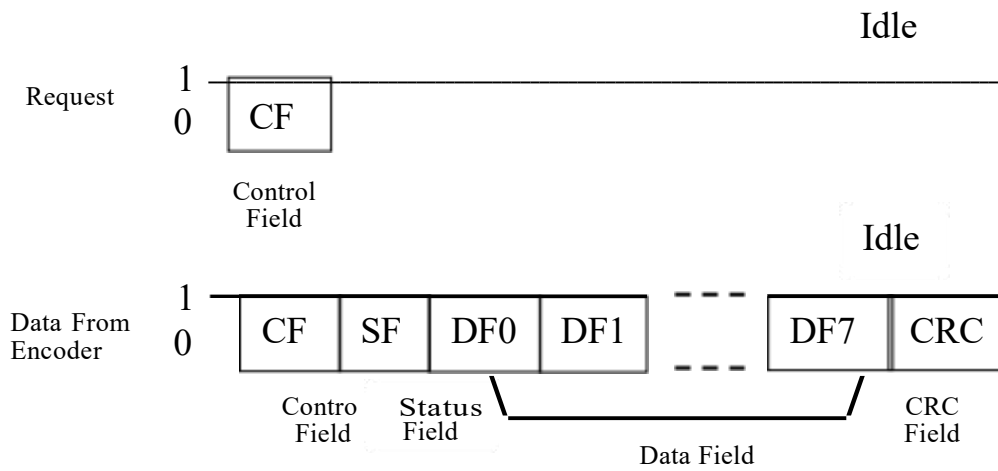 Idle
1
Request
0
CF
Control
Field
Idle
1
Data From
Encoder
0
CF SF DF0 DF1 DF7 CRC
Contro
Field
Status
Field
CRC
Field
Data Field